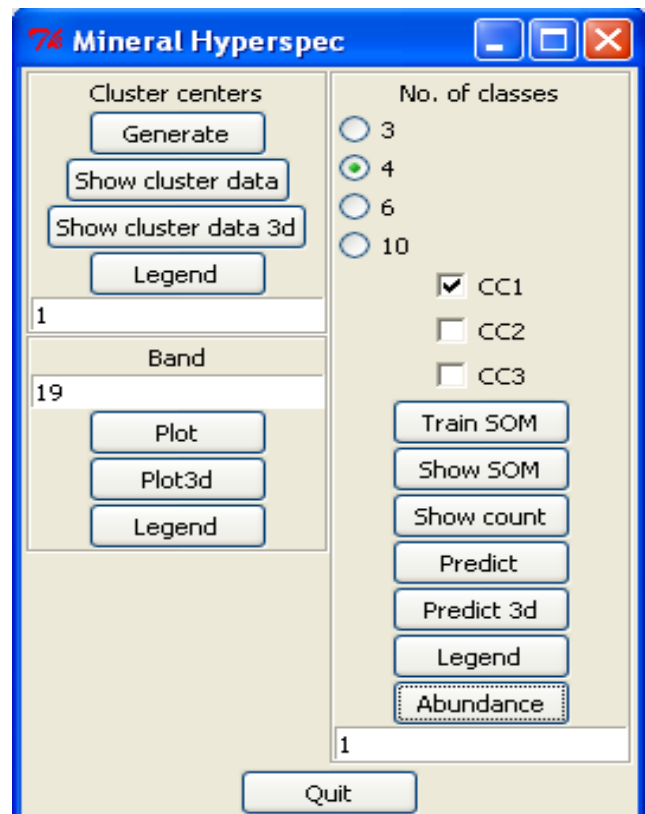 7% Mineral Hyperspec
Cluster centers
Generate
Show cluster data
Show cluster data 3d
Legend
1
Band
19
Plot
Plot3d
Legend
No. of classes
3
4
6
10
CC1
CC2
CC3
Train SOM
Show SOM
Show count
Predict
Predict 3d
Legend
Abundance
1
Quit